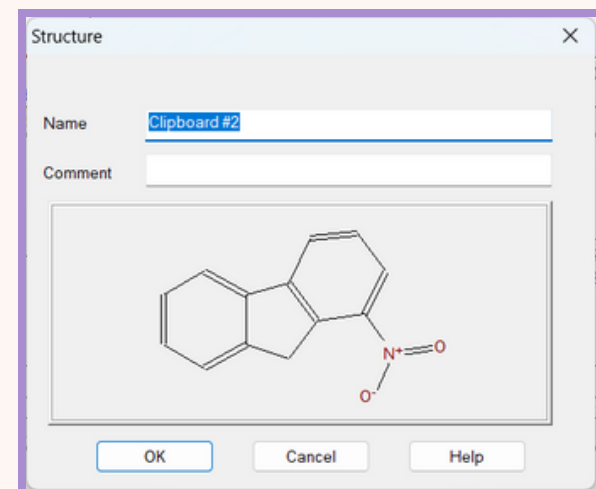 Structure
Name
Clipboard #2
Comment
N+
O
O-
OK
Cancel
Help